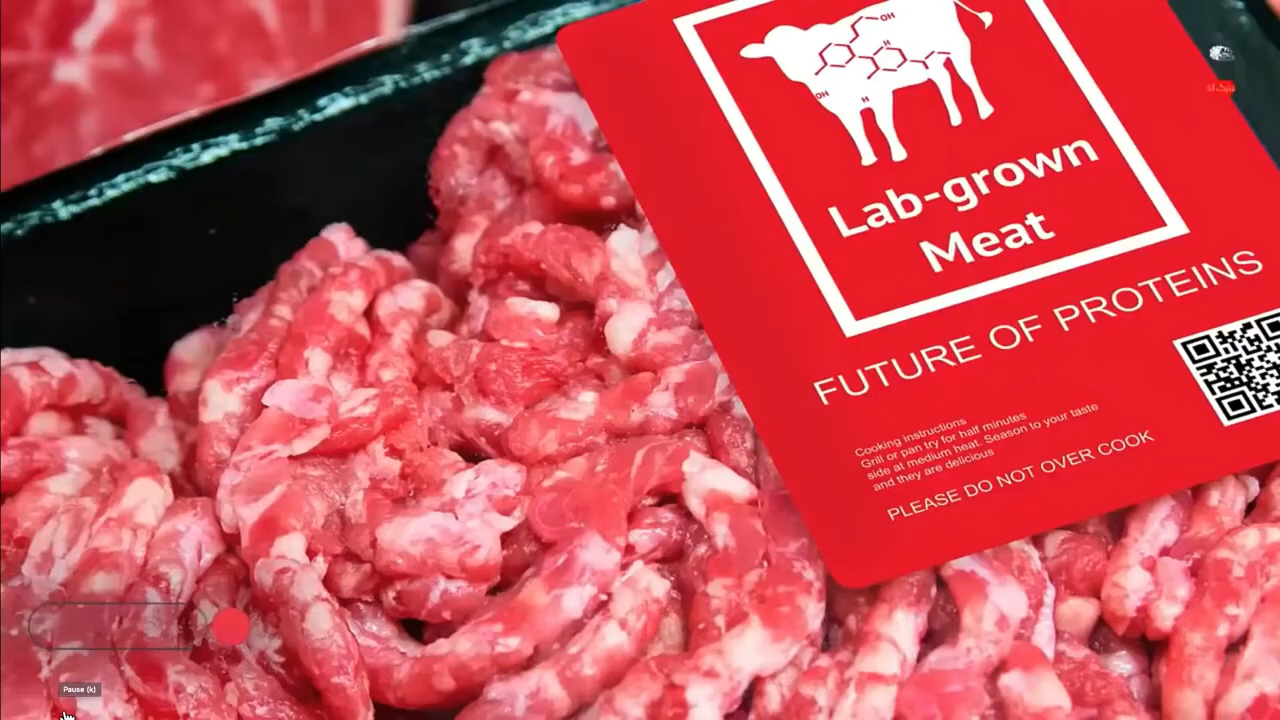 OH
H
OH
H
Lab-grown
Meat
FUTURE OF PROTEINS
Cooking instructions
Grill or pan try for half minutes
side at medium heat. Season to your taste
and they are delicious
PLEASE DO NOT OVER COOK
Pause (k)